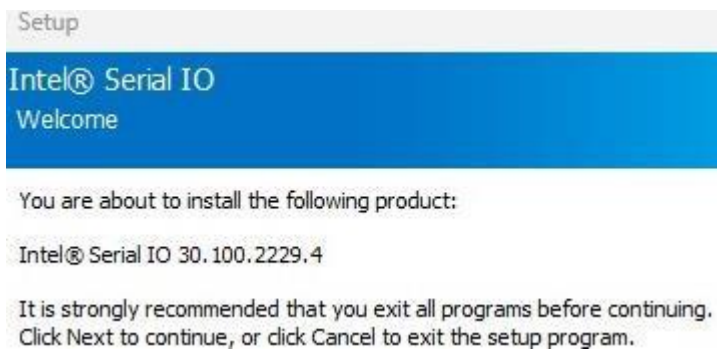 Setup
Intel® Serial IO
Welcome
You are about to install the following product:
Intel® Serial IO 30.100.2229.4
It is strongly recommended that you exit all programs before continuing.
Click Next to continue, or click Cancel to exit the setup program.